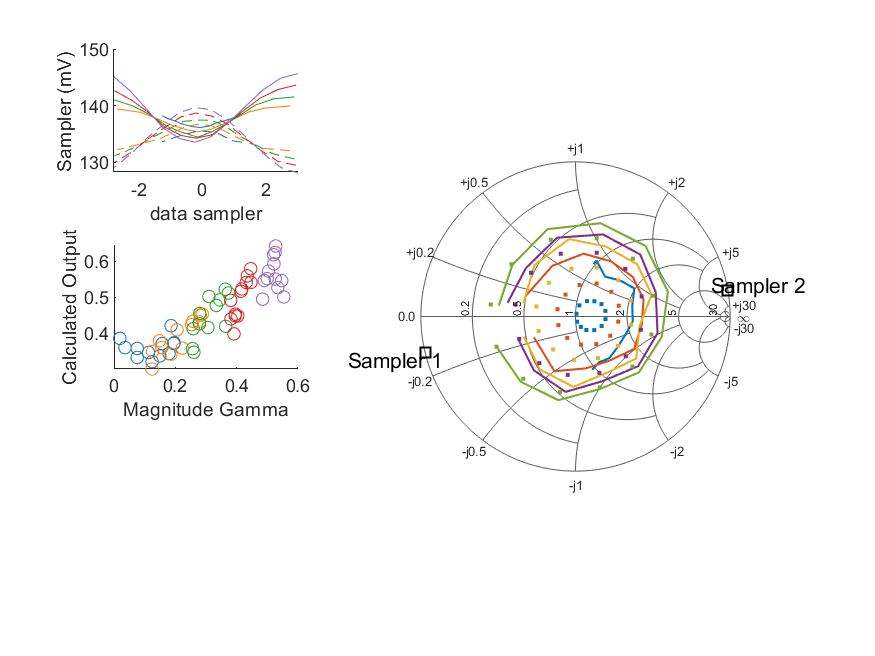 150
140
130
Sampler (mV)
-2 0 2
data sampler
0.6
0.5
0.4
Calculated Output
0 0.2 0.4 0.6
Magnitude Gamma
+j1
+j0.5
+j2
+j0.2
+j5
Sampler 2
+j30
0.0
0.2
0.5
1
2
5
30
∞
-j30
Sampler 1
-j0.2
-j5
-j0.5
-j2
-j1